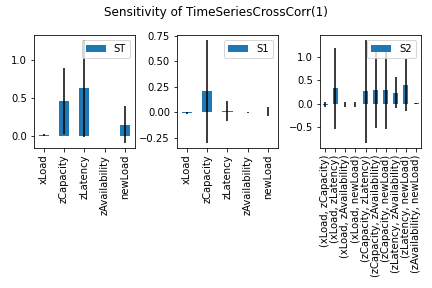 Sensitivity of TimeSeriesCrossCorr(1)
ST
1.0
0.5
0.0
xLoad
zCapacity
zLatency
zAvailability
newLoad
S1
0.75
0.50
0.25
0.00
−0.25
xLoad
zCapacity
zLatency
zAvailability
newLoad
S2
1.0
0.5
0.0
−0.5
(xLoad, zCapacity)
(xLoad, zLatency)
(xLoad, zAvailability)
(xLoad, newLoad)
(zCapacity, zLatency)
(zCapacity, zAvailability)
(zCapacity, newLoad)
(zLatency, zAvailability)
(zLatency, newLoad)
(zAvailability, newLoad)